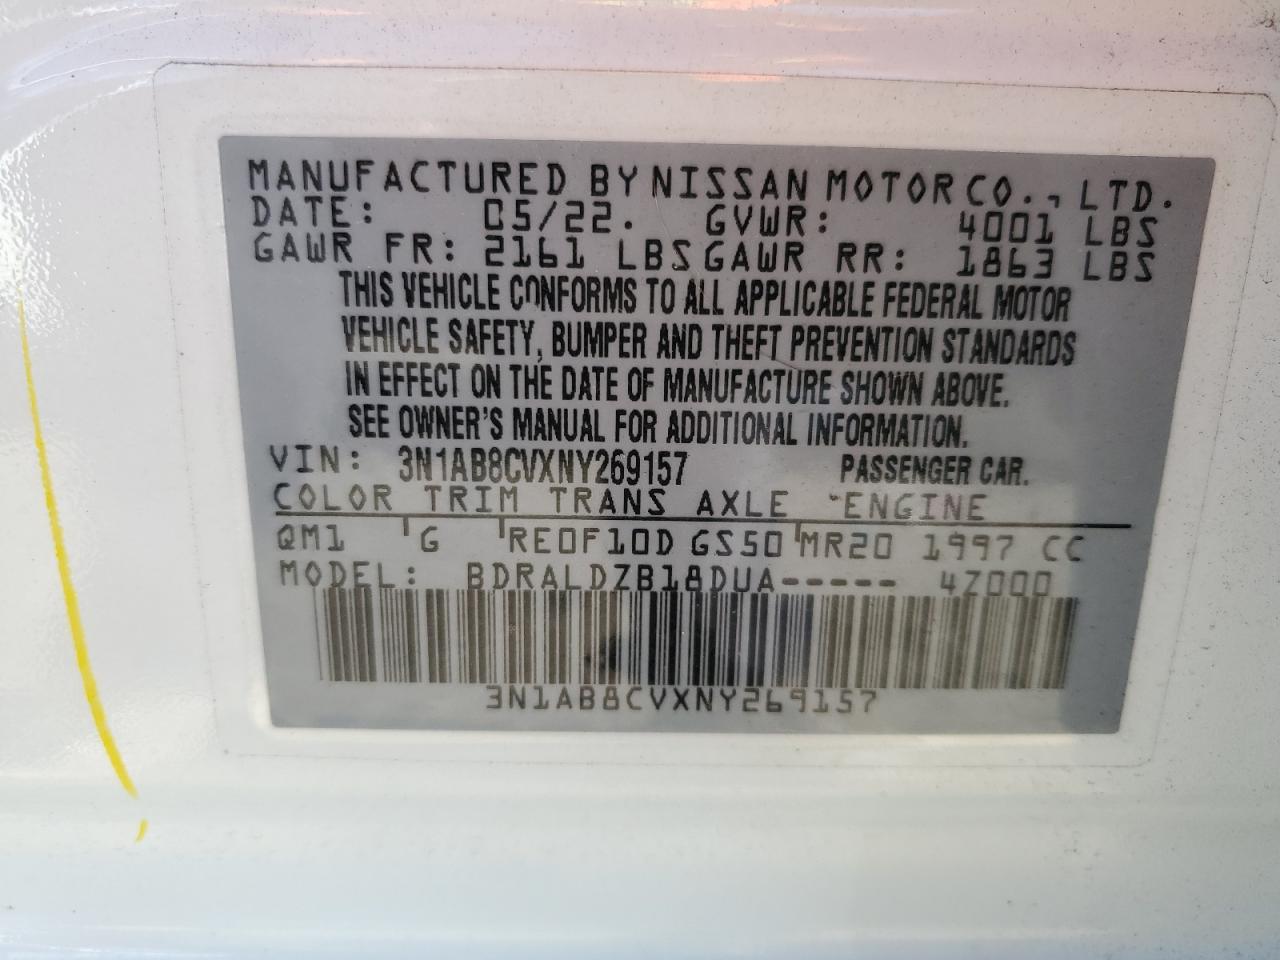 MANUFACTURED BY NISSAN MOTOR CO., LTD.
DATE: 05/22. GVWR: 4001 LBS
GAWR FR: 2161 LBS GAWR RR: 1863 LBS
THIS VEHICLE CONFORMS TO ALL APPLICABLE FEDERAL MOTOR
VEHICLE SAFETY, BUMPER AND THEFT PREVENTION STANDARDS
IN EFFECT ON THE DATE OF MANUFACTURE SHOWN ABOVE.
SEE OWNER'S MANUAL FOR ADDITIONAL INFORMATION.
VIN: 3N1AB8CVXNY269157 PASSENGER CAR.
COLOR TRIM TRANS AXLE ENGINE
QM1 G RE0F10D GS50 MR20 1997 CC
MODEL: BDRALDZB18DUA----- 4Z000
3N1AB8CVXNY269157